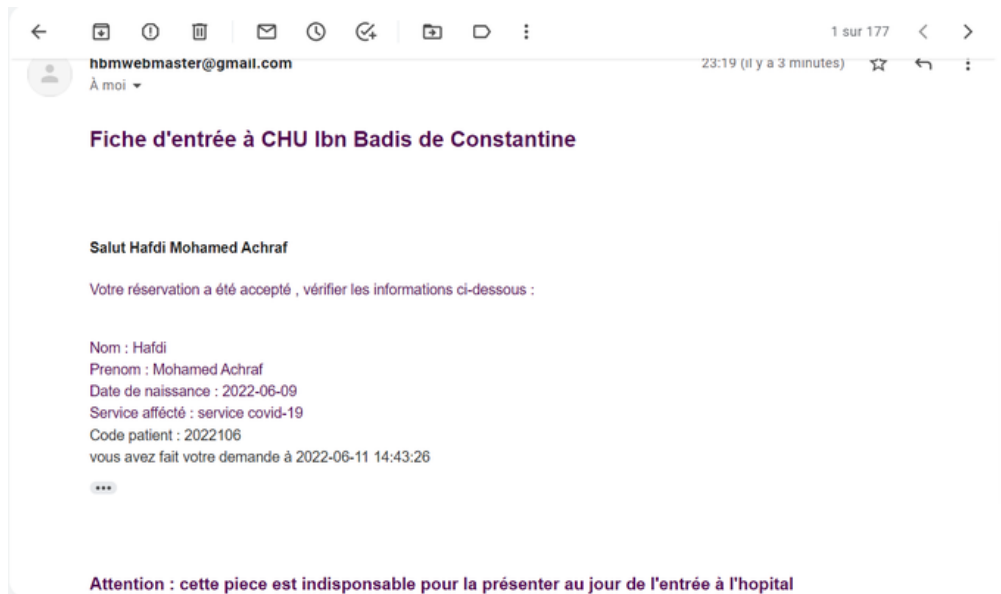 1 sur 177
hbmwebmaster@gmail.com 23:19 (il y a 3 minutes)
À moi
Fiche d'entrée à CHU Ibn Badis de Constantine
Salut Hafdi Mohamed Achraf
Votre réservation a été accepté , vérifier les informations ci-dessous :
Nom : Hafdi
Prenom : Mohamed Achraf
Date de naissance : 2022-06-09
Service afféctè : service covid-19
Code patient : 2022106
vous avez fait votre demande à 2022-06-11 14:43:26
Attention : cette piece est indisponable pour la présenter au jour de l'entrée à l'hopital